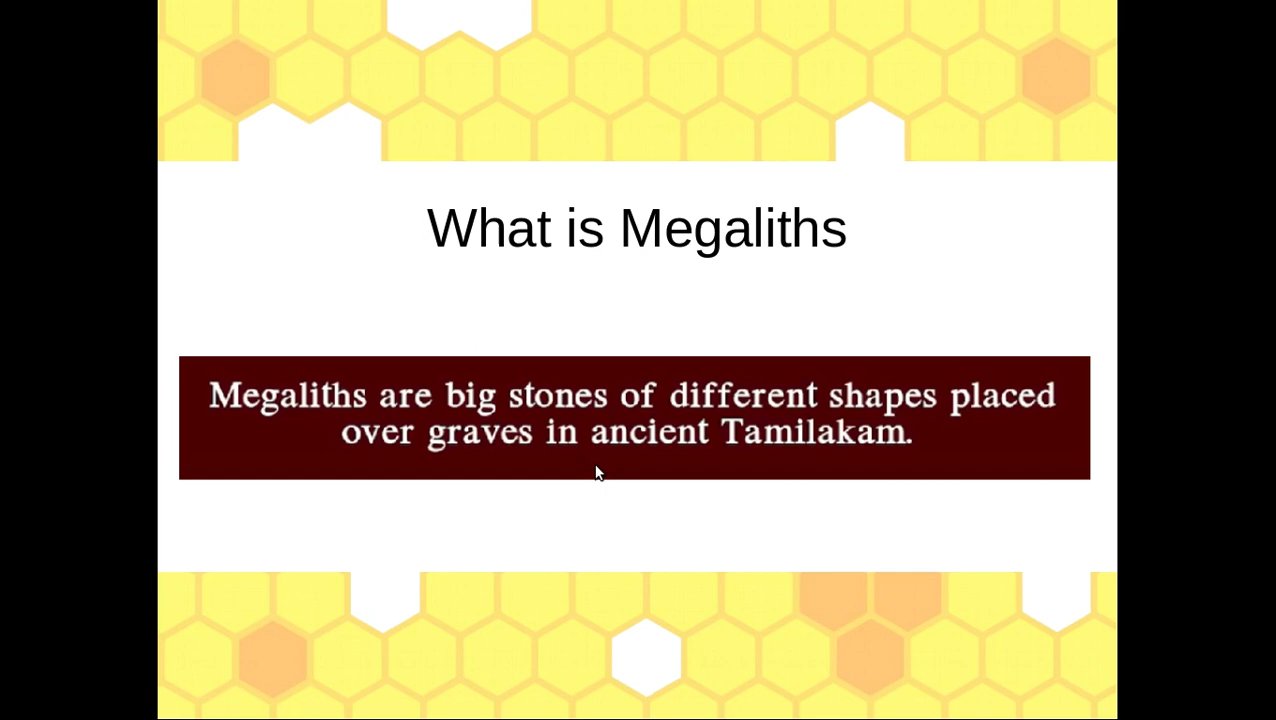 What is Megaliths
Megaliths are big stones of different shapes placed
over graves in ancient Tamilakam.